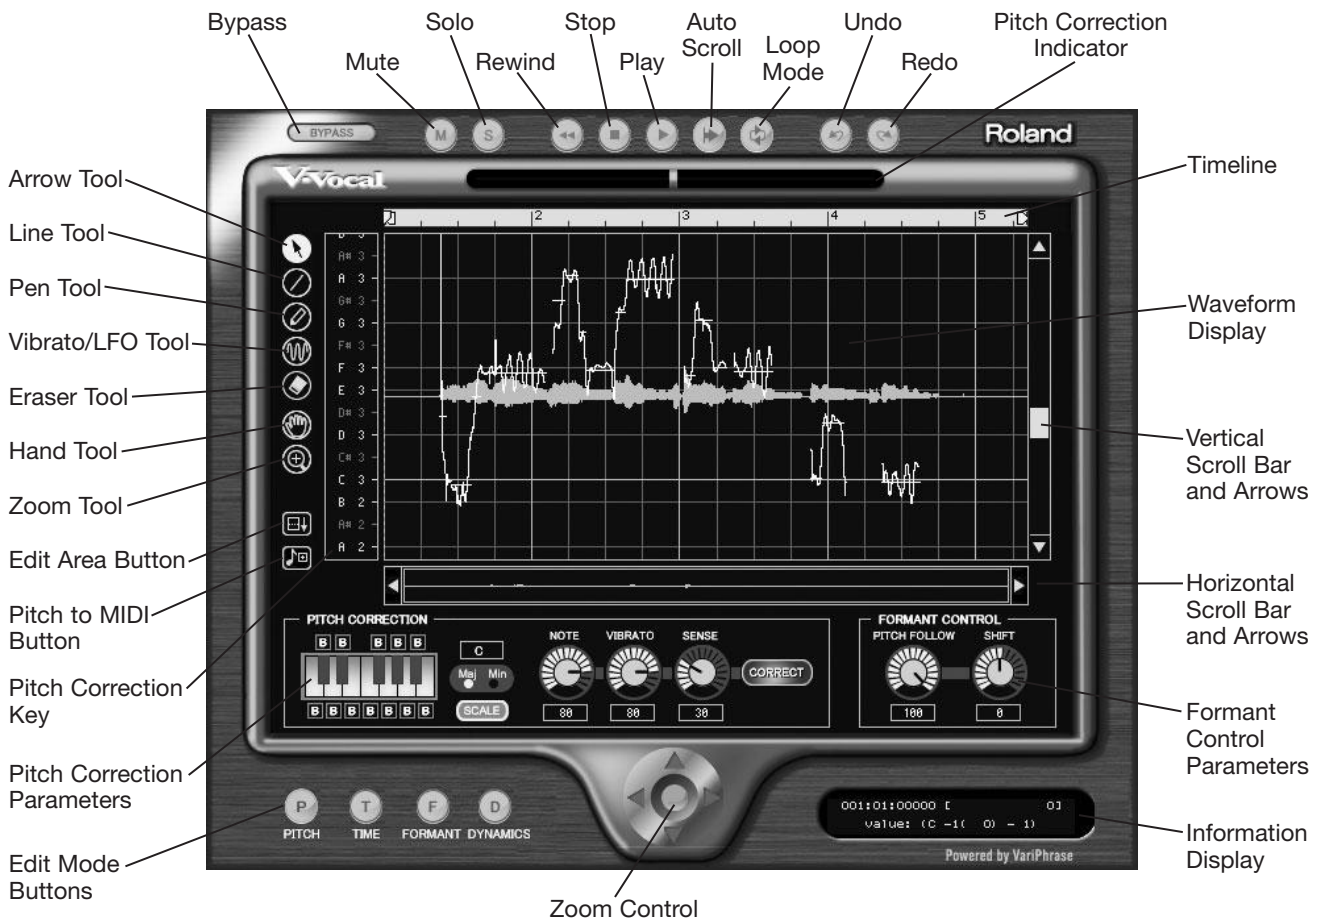 Bypass
Solo
Stop
Auto
Scroll
Undo
Pitch Correction
Indicator
Mute
Rewind
Play
Loop
Mode
Redo
BYPASS
M
S
Roland
V-Vocal
Timeline
Arrow Tool
Line Tool
Pen Tool
Vibrato/LFO Tool
Eraser Tool
Hand Tool
Zoom Tool
Edit Area Button
Pitch to MIDI
Button
Pitch Correction
Key
Pitch Correction
Parameters
Edit Mode
Buttons
2
3
4
5
A# 3
A 3
G# 3
G 3
F# 3
F 3
E 3
D# 3
D 3
C# 3
C 3
B 2
A# 2
A 2
Waveform
Display
Vertical
Scroll Bar
and Arrows
Horizontal
Scroll Bar
and Arrows
Formant
Control
Parameters
Information
Display
PITCH CORRECTION
B B B B B
B B B B B B B
C
Maj Min
SCALE
NOTE
80
VIBRATO
80
SENSE
30
CORRECT
FORMANT CONTROL
PITCH FOLLOW
100
SHIFT
0
P
PITCH
T
TIME
F
FORMANT
D
DYNAMICS
001:01:00000 [ 0]
value: (C -1( 0) - 1)
Powered by VariPhrase
Zoom Control